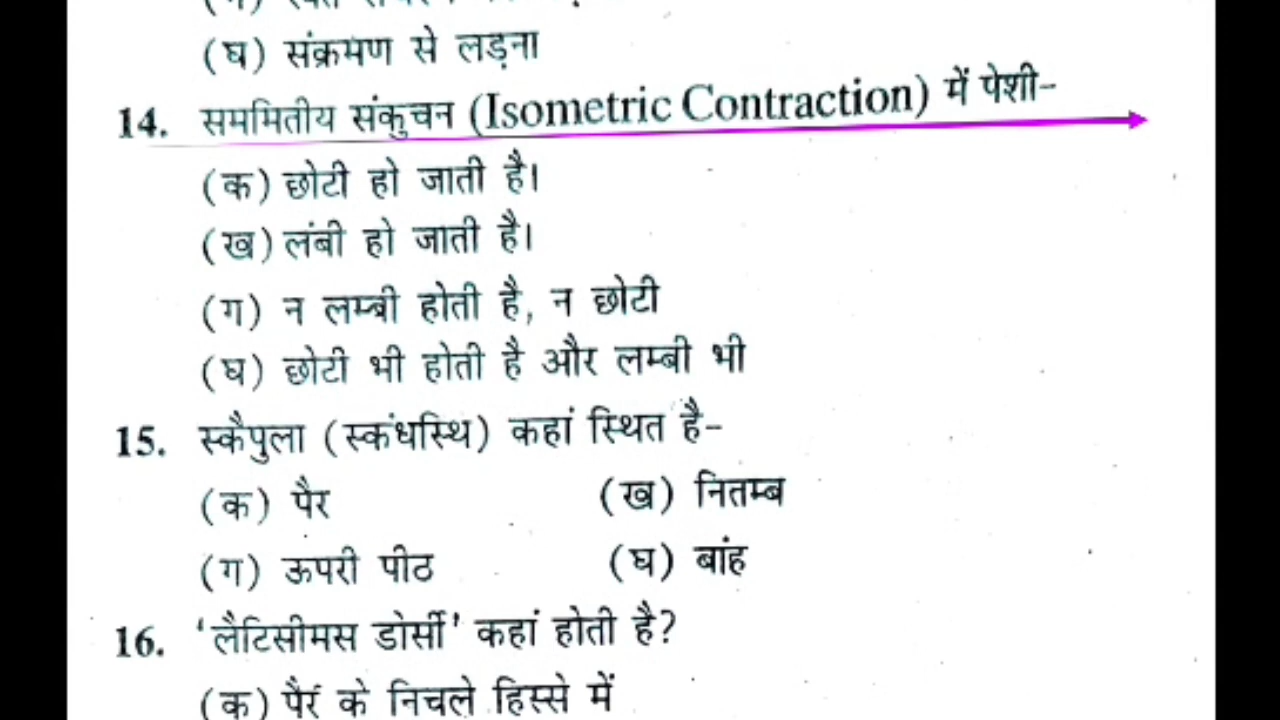 (घ) संक्रमण से लड़ना
14. सममितीय संकुचन (Isometric Contraction) में पेशी-
(क) छोटी हो जाती है।
(ख) लंबी हो जाती है।
(ग) न लम्बी होती है, न छोटी
(घ) छोटी भी होती है और लम्बी भी
15. स्कैपुला (स्कंधस्थि) कहां स्थित है-
(क) पैर (ख) नितम्ब
(ग) ऊपरी पीठ (घ) बांह
16. 'लैटिसीमस डोर्सी' कहां होती है?
(क) पैर के निचले हिस्से में